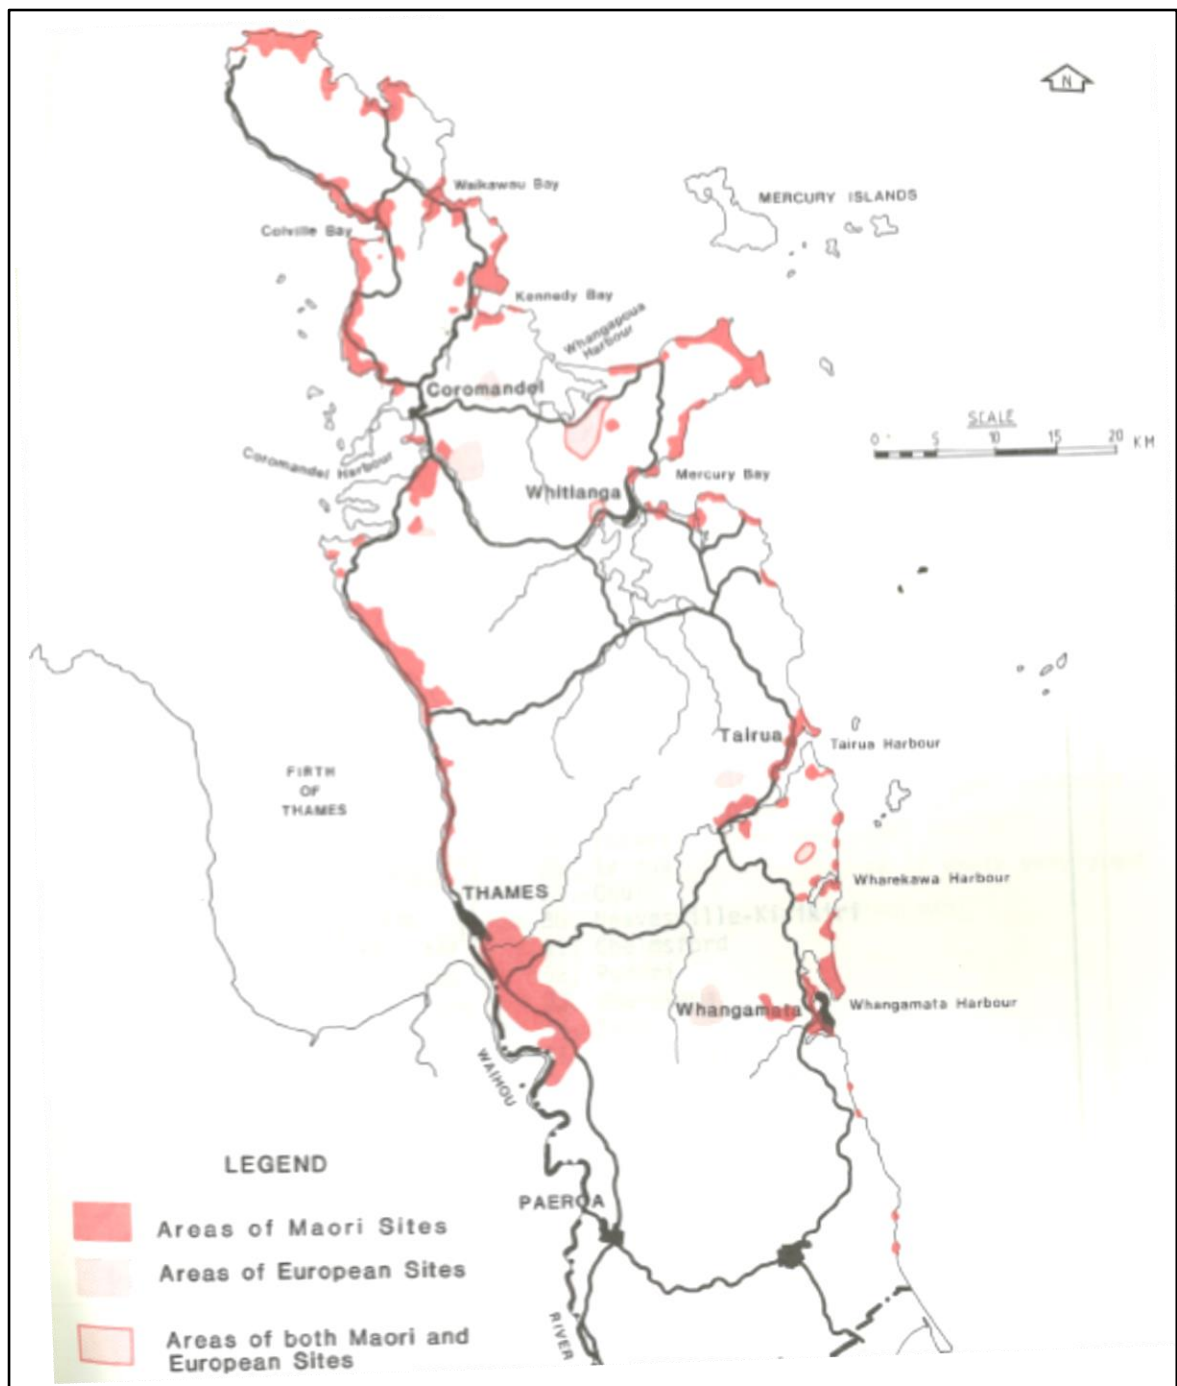 N
Waikawau Bay
MERCURY ISLANDS
Colville Bay
Kennedy Bay
Whangapoua
Harbour
Coromandel
SCALE
0 5 10 15 20 KM
Coromandel Harbour
Mercury Bay
Whitianga
Tairua
Tairua Harbour
FIRTH
OF
THAMES
Wharekawa Harbour
THAMES
Whangamata
Whangamata Harbour
WAIHOU
LEGEND
PAEROA
Areas of Maori Sites
Areas of European Sites
RIVER
Areas of both Maori and
European Sites